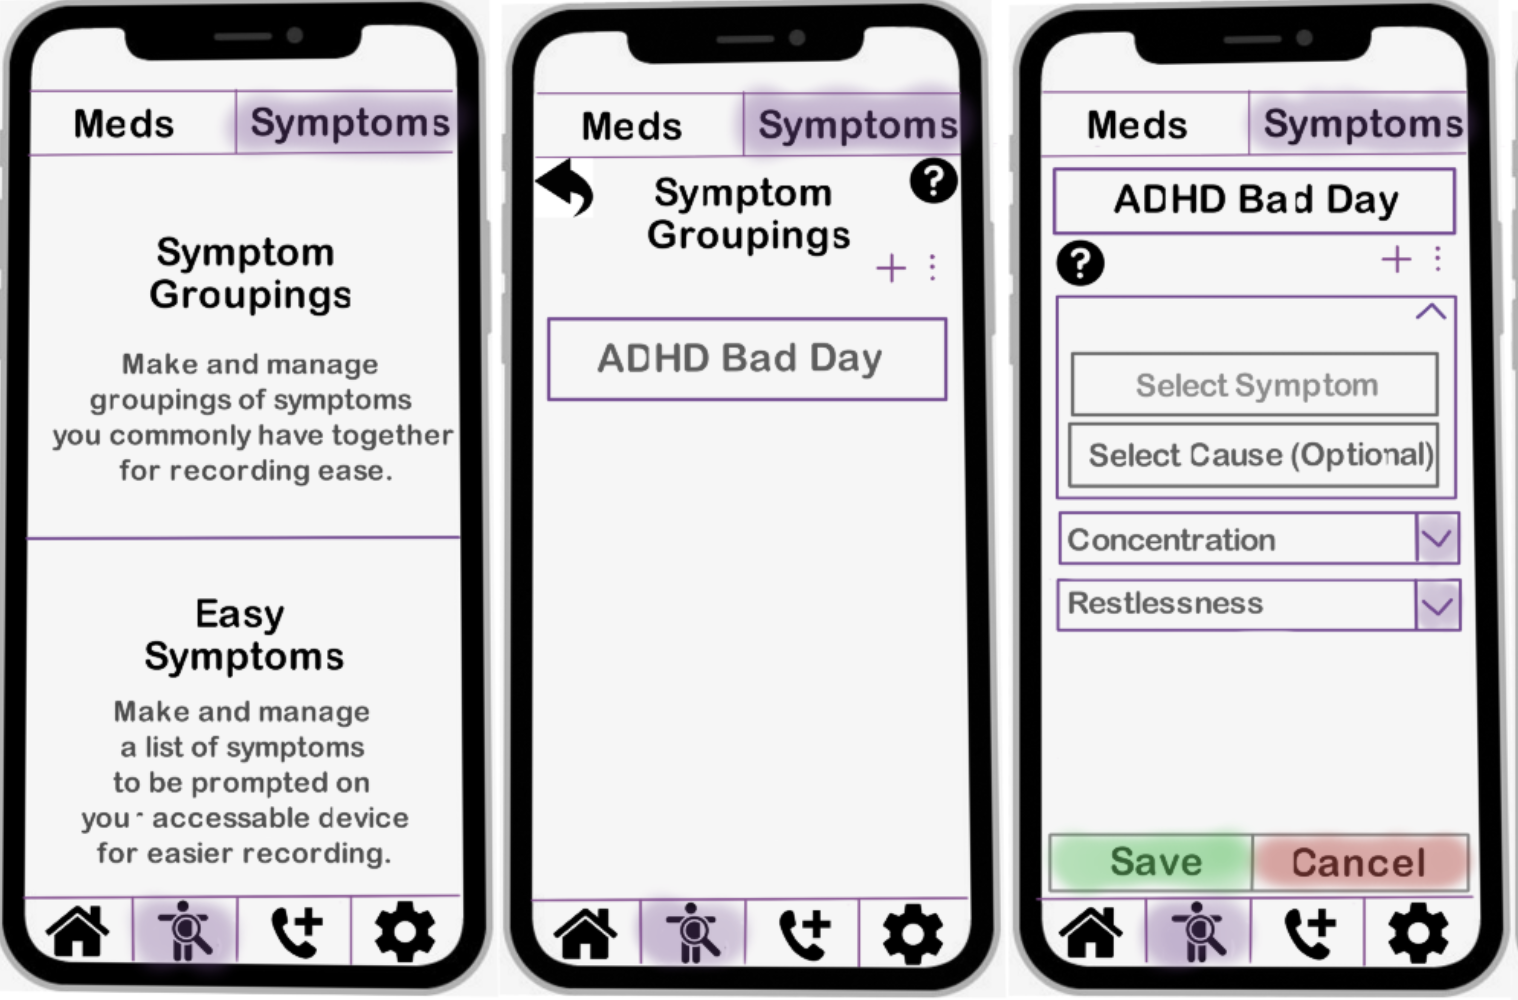 Meds
Symptoms
Symptom
Groupings
Make and manage
groupings of symptoms
you commonly have together
for recording ease.
Easy
Symptoms
Make and manage
a list of symptoms
to be prompted on
your accessable device
for easier recording.
Meds
Symptoms
Symptom
Groupings
?
+
ADHD Bad Day
Meds
Symptoms
ADHD Bad Day
?
+
Select Symptom
Select Cause (Optional)
Concentration
Restlessness
Save
Cancel